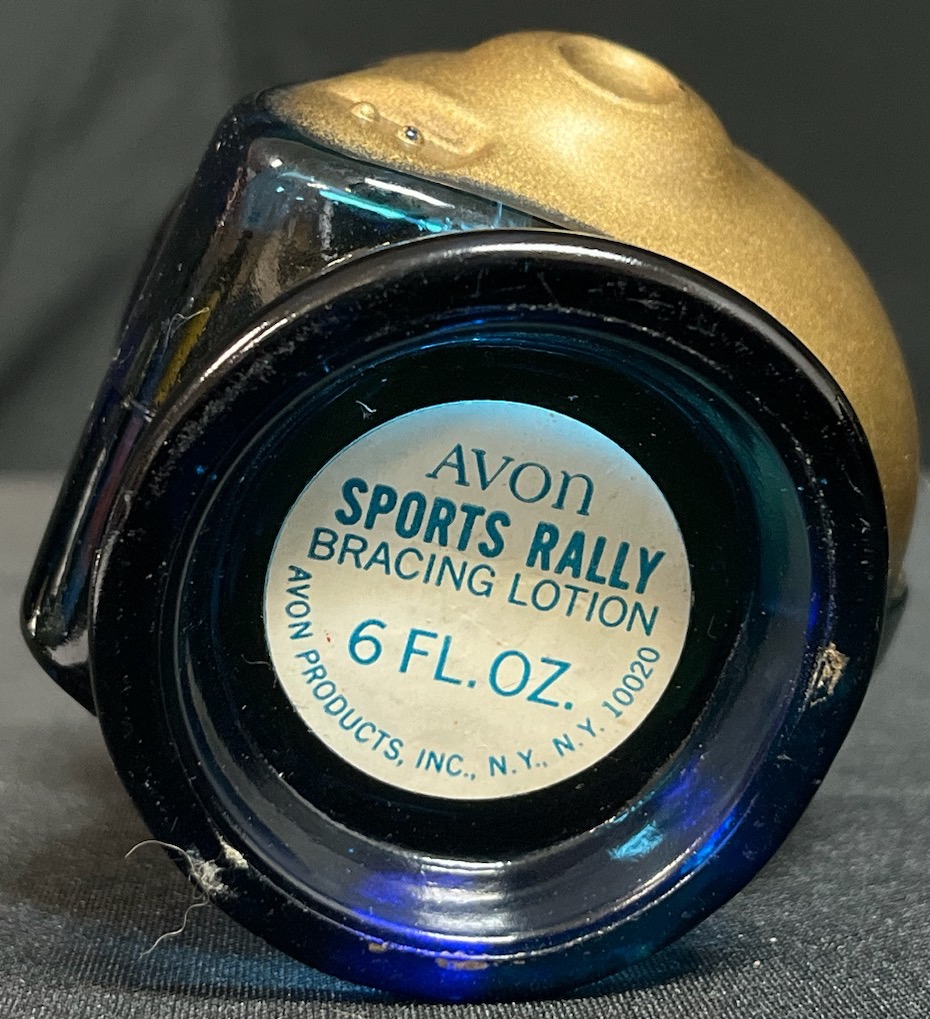 AVON
SPORTS RALLY
BRACING LOTION
6 FL.OZ.
AVON PRODUCTS, INC., N.Y., N.Y. 10020